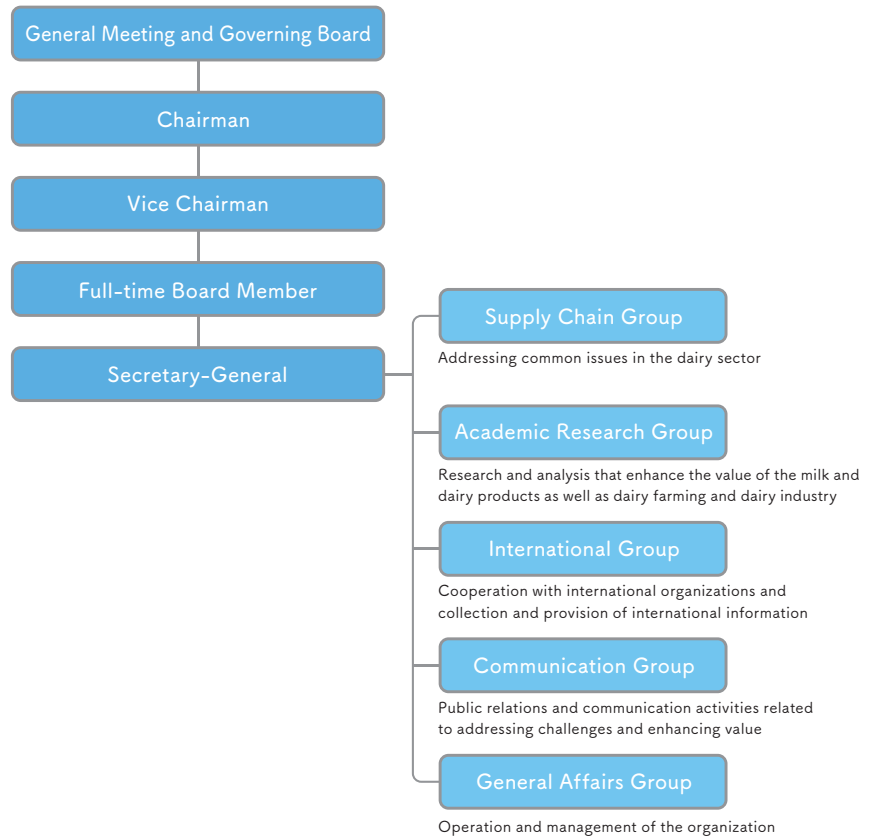 General Meeting and Governing Board
Chairman
Vice Chairman
Full-time Board Member
Secretary-General
Supply Chain Group
Addressing common issues in the dairy sector
Academic Research Group
Research and analysis that enhance the value of the milk and
dairy products as well as dairy farming and dairy industry
International Group
Cooperation with international organizations and
collection and provision of international information
Communication Group
Public relations and communication activities related
to addressing challenges and enhancing value
General Affairs Group
Operation and management of the organization